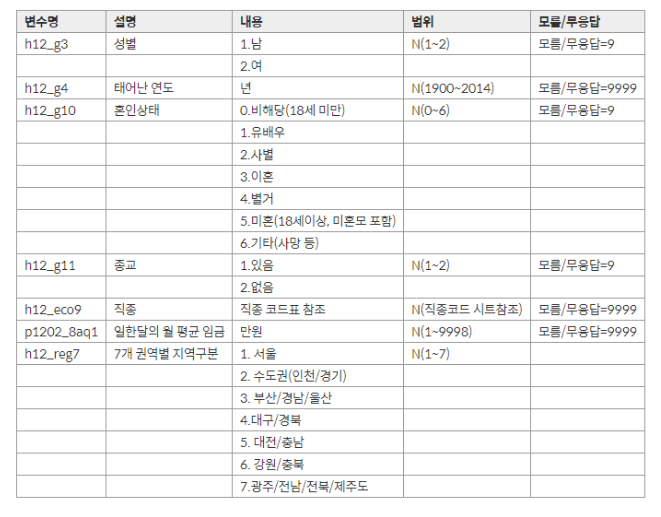 변수명 설명 내용 범위 모름/무응답
h12_g3 성별 1.남 N(1~2) 모름/무응답=9
2.여
h12_g4 태어난 연도 년 N(1900~2014) 모름/무응답=9999
h12_g10 혼인상태 0.비해당(18세 미만) N(0~6) 모름/무응답=9
1.유배우
2.사별
3.이혼
4.별거
5.미혼(18세이상, 미혼모 포함)
6.기타(사망 등)
h12_g11 종교 1.있음 N(1~2) 모름/무응답=9
2.없음
h12_eco9 직종 직종 코드표 참조 N(직종코드 시트참조) 모름/무응답=9999
p1202_8aq1 일한달의 월 평균 임금 만원 N(1~9998) 모름/무응답=9999
h12_reg7 7개 권역별 지역구분 1. 서울 N(1~7)
2. 수도권(인천/경기)
3. 부산/경남/울산
4.대구/경북
5. 대전/충남
6. 강원/충북
7.광주/전남/전북/제주도